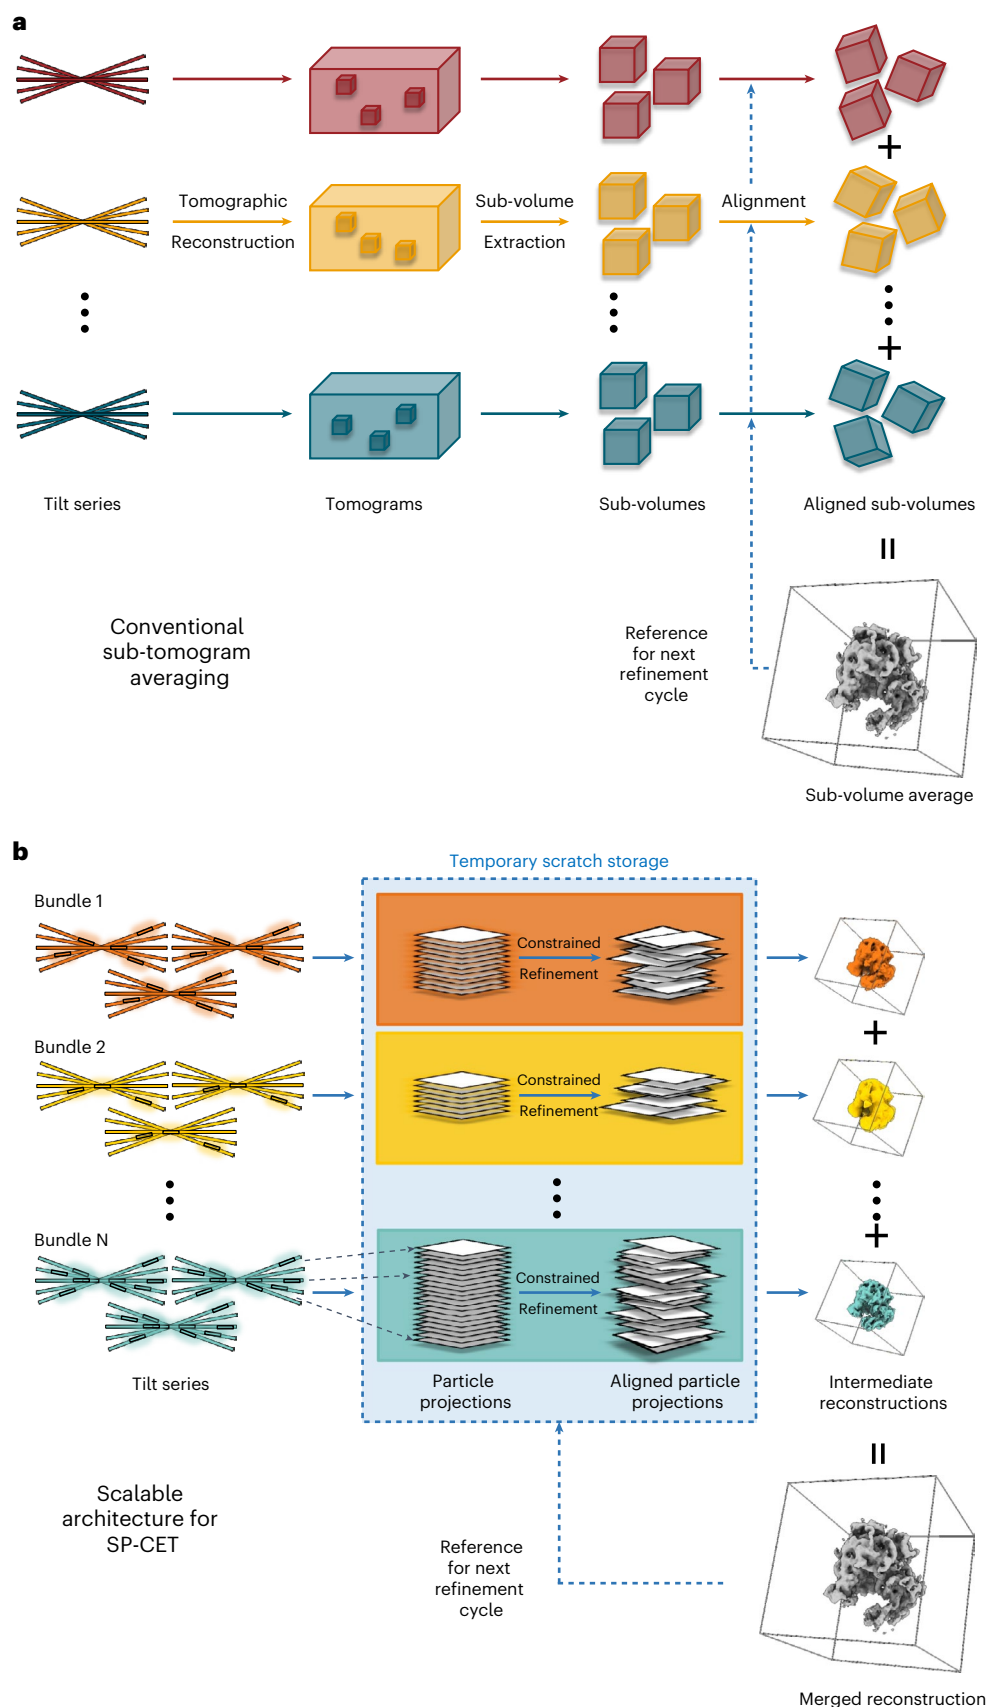 a
Tomographic
Reconstruction
Sub-volume
Extraction
Alignment
Tilt series
Tomograms
Sub-volumes
Aligned sub-volumes
Conventional
sub-tomogram
averaging
Reference
for next
refinement
cycle
Sub-volume average
b
Temporary scratch storage
Bundle 1
Constrained
Refinement
Bundle 2
Constrained
Refinement
Bundle N
Constrained
Refinement
Tilt series
Particle
projections
Aligned particle
projections
Intermediate
reconstructions
Scalable
architecture for
SP-CET
Reference
for next
refinement
cycle
Merged reconstruction